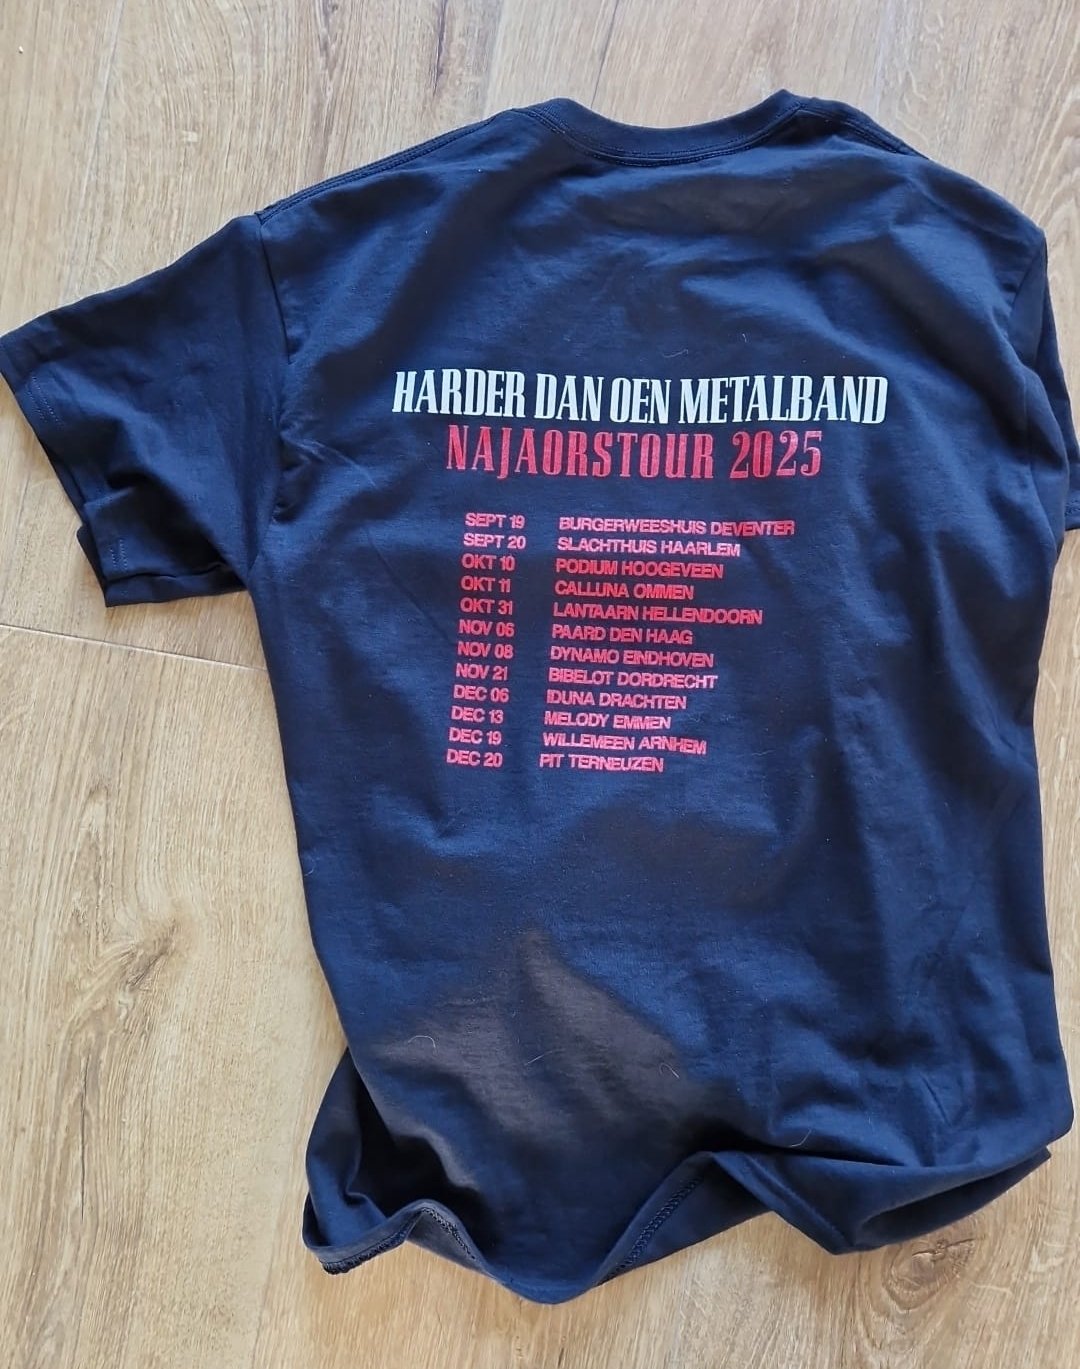 HARDER DAN OEN METALBAND
NAJAORSTOUR 2025
SEPT 19 BURGERWEESHUIS DEVENTER
SEPT 20 SLACHTHUIS HAARLEM
OKT 10 PODIUM HOOGEVEEN
OKT 11 CALLUNA OMMEN
OKT 31 LANTAARN HELLENDOORN
NOV 06 PAARD DEN HAAG
NOV 08 DYNAMO EINDHOVEN
NOV 21 BIBELOT DORDRECHT
DEC 06 IDUNA DRACHTEN
DEC 13 MELODY EMMEN
DEC 19 WILLEMEEN ARNHEM
DEC 20 PIT TERNEUZEN